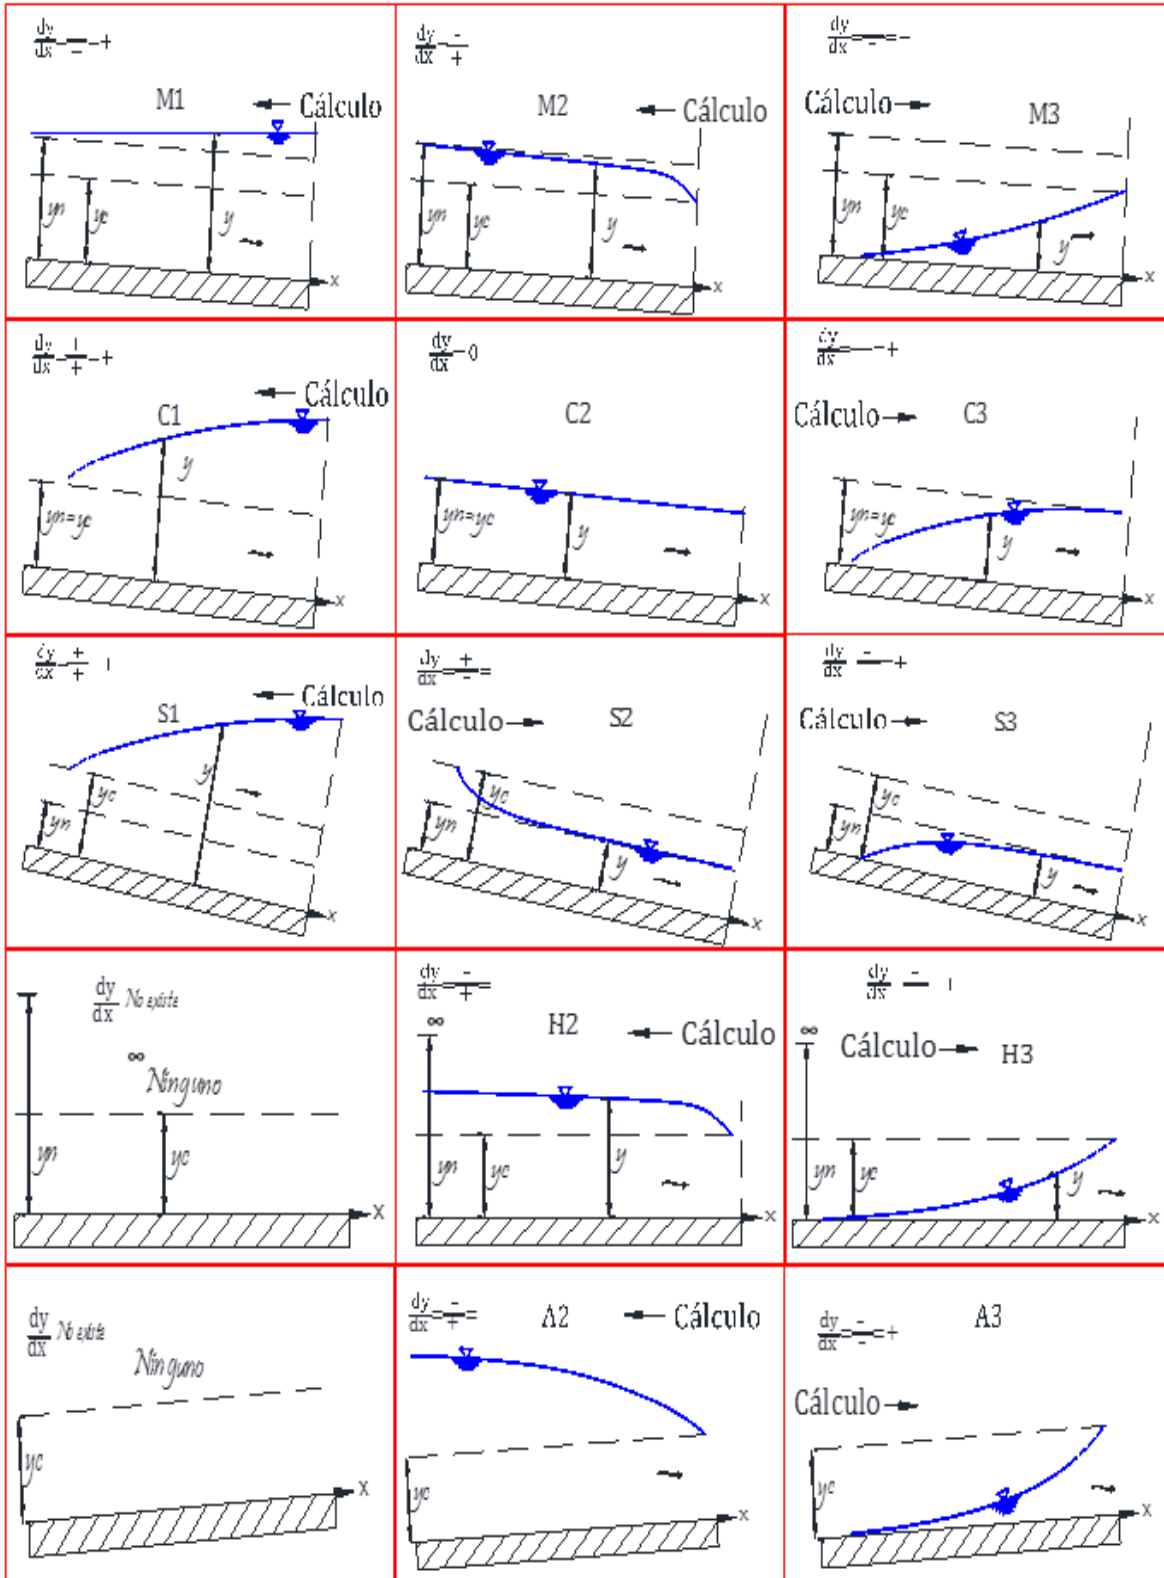 dy/dx = — = +
M1
← Cálculo
yn
yc
y
x
dy/dx = -/+
M2
← Cálculo
yn
yc
y
x
dy/dx
Cálculo →
M3
yn
yc
y
x
dy/dx = +/+ = +
← Cálculo
C1
yn=yc
y
x
dy/dx = 0
C2
yn=yc
y
x
dy/dx = — = +
Cálculo →
C3
yn=yc
y
x
dy/dx = +/+
← Cálculo
S1
yn
yc
y
x
dy/dx = +/- =
Cálculo →
S2
yn
yc
y
x
dy/dx - +
Cálculo →
S3
yn
yc
y
x
dy/dx No existe
∞
Ninguno
yn
yc
x
dy/dx = -/+ =
∞
H2
← Cálculo
yn
yc
y
x
dy/dx - +
∞
Cálculo →
H3
yn
yc
y
x
dy/dx No existe
Ninguno
yc
x
dy/dx = -/+ =
A2
← Cálculo
yc
x
dy/dx = -/- = +
A3
Cálculo →
yc
x